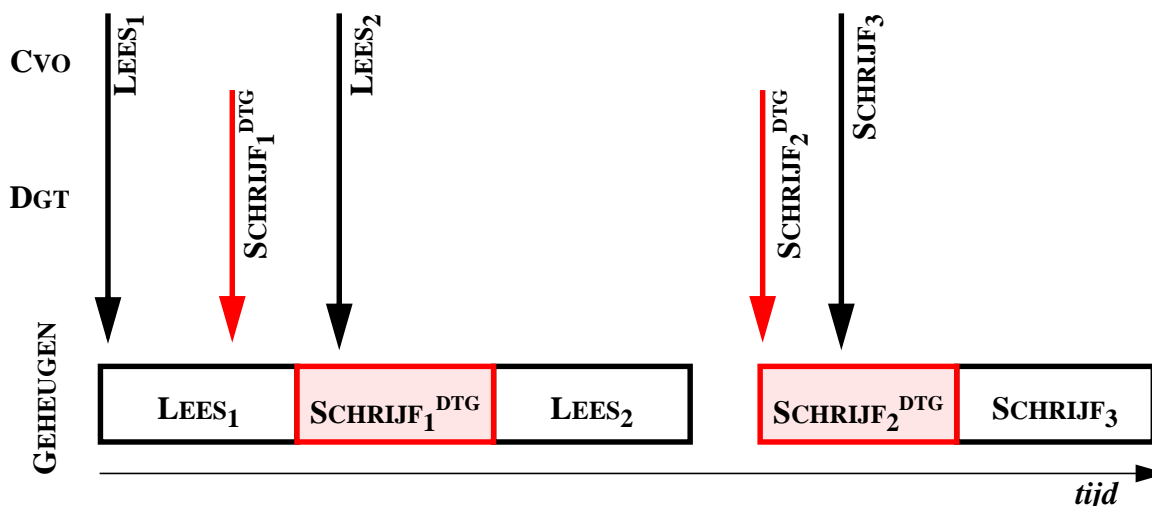 CVO
LEES1
LEES2
SCHRIJF3
DGT
SCHRIJF1DTG
SCHRIJF2DTG
GEHEUGEN
LEES1
SCHRIJF1DTG
LEES2
SCHRIJF2DTG
SCHRIJF3
tijd